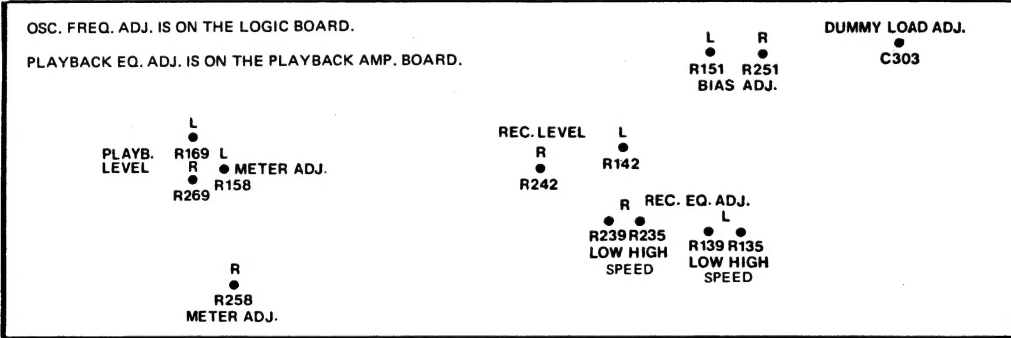 OSC. FREQ. ADJ. IS ON THE LOGIC BOARD.
PLAYBACK EQ. ADJ. IS ON THE PLAYBACK AMP. BOARD.
DUMMY LOAD ADJ.
C303
L R
R151 R251
BIAS ADJ.
L
PLAYB. R169 L
LEVEL R METER ADJ.
R158
R269
REC. LEVEL L
R R142
R242
R REC. EQ. ADJ.
L
R239 R235
LOW HIGH
SPEED
R139 R135
LOW HIGH
SPEED
R
R258
METER ADJ.